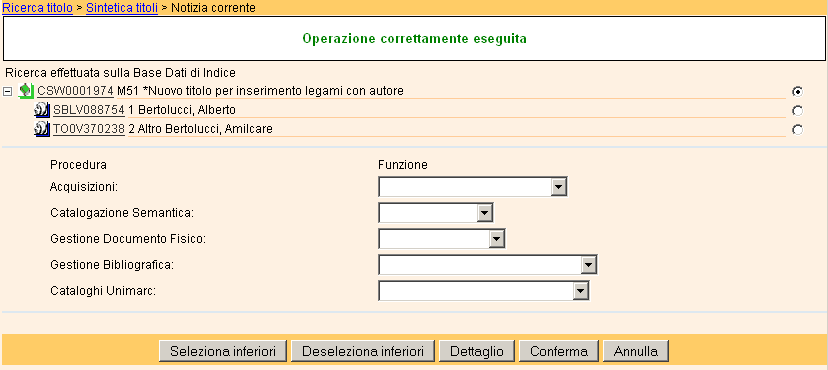 Ricerca titolo > Sintetica titoli > Notizia corrente
Operazione correttamente eseguita
Ricerca effettuata sulla Base Dati di Indice
CSW0001974 M51 *Nuovo titolo per inserimento legami con autore
SBLV088754 1 Bertolucci, Alberto
TO0V370238 2 Altro Bertolucci, Amilcare
Procedura Funzione
Acquisizioni:
Catalogazione Semantica:
Gestione Documento Fisico:
Gestione Bibliografica:
Cataloghi Unimarc:
Seleziona inferiori Deseleziona inferiori Dettaglio Conferma Annulla